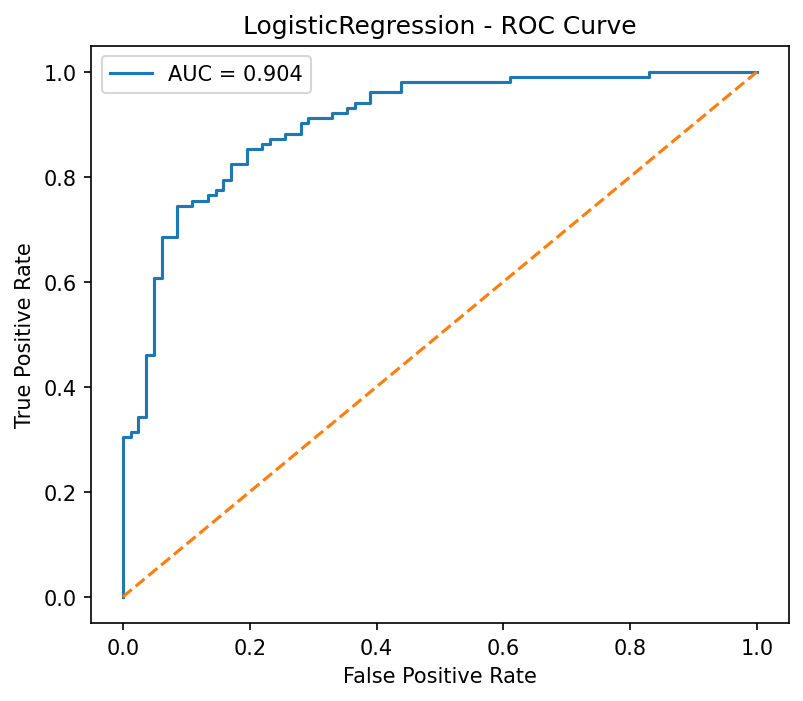 LogisticRegression - ROC Curve
AUC = 0.904
True Positive Rate
1.0
0.8
0.6
0.4
0.2
0.0
0.0 0.2 0.4 0.6 0.8 1.0
False Positive Rate